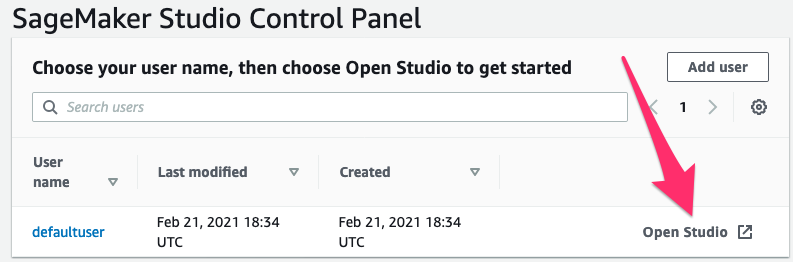 SageMaker Studio Control Panel
Choose your user name, then choose Open Studio to get started
Add user
Search users
1
User name
Last modified
Created
defaultuser
Feb 21, 2021 18:34
UTC
Feb 21, 2021 18:34
UTC
Open Studio